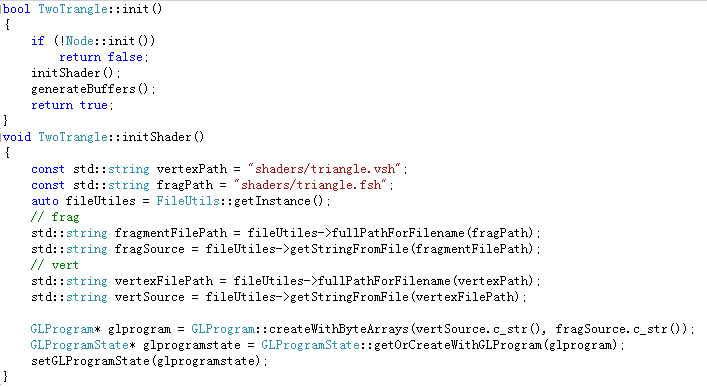 bool TwoTrangle::init()
{
    if (!Node::init())
        return false;
    initShader();
    generateBuffers();
    return true;
}
void TwoTrangle::initShader()
{
    const std::string vertexPath = "shaders/triangle.vsh";
    const std::string fragPath = "shaders/triangle.fsh";
    auto fileUtiles = FileUtils::getInstance();
    // frag
    std::string fragmentFilePath = fileUtiles->fullPathForFilename(fragPath);
    std::string fragSource = fileUtiles->getStringFromFile(fragmentFilePath);
    // vert
    std::string vertexFilePath = fileUtiles->fullPathForFilename(vertexPath);
    std::string vertSource = fileUtiles->getStringFromFile(vertexFilePath);

    GLProgram* glprogram = GLProgram::createWithByteArrays(vertSource.c_str(), fragSource.c_str());
    GLProgramState* glprogramstate = GLProgramState::getOrCreateWithGLProgram(glprogram);
    setGLProgramState(glprogramstate);
}